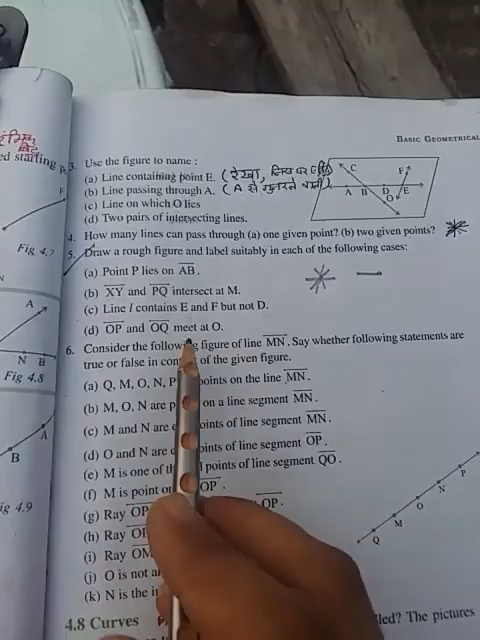 BASIC GEOMETRICAL
ed starting
3. Use the figure to name :
(a) Line containing point E. (रेखा, जिस पर E
(b) Line passing through A. (A से
(c) Line on which O lies
(d) Two pairs of intersecting lines.
C
F
A B D E
O
4. How many lines can pass through (a) one given point? (b) two given points?
5. Draw a rough figure and label suitably in each of the following cases:
(a) Point P lies on AB.
(b) XY and PQ intersect at M.
(c) Line l contains E and F but not D.
(d) OP and OQ meet at O.
6. Consider the following figure of line MN. Say whether following statements are
true or false in con of the given figure.
(a) Q, M, O, N, P points on the line MN.
(b) M, O, N are p on a line segment MN.
(c) M and N are e oints of line segment MN.
(d) O and N are e oints of line segment OP.
(e) M is one of t points of line segment QO.
(f) M is point o OP.
(g) Ray OP OP.
(h) Ray
(i) Ray OM
(j) O is not a
(k) N is the i
P
N
O
M
Q
4.8 Curves
led? The pictures
Fig 4.7
A
N B
Fig 4.8
A
B
ig 4.9